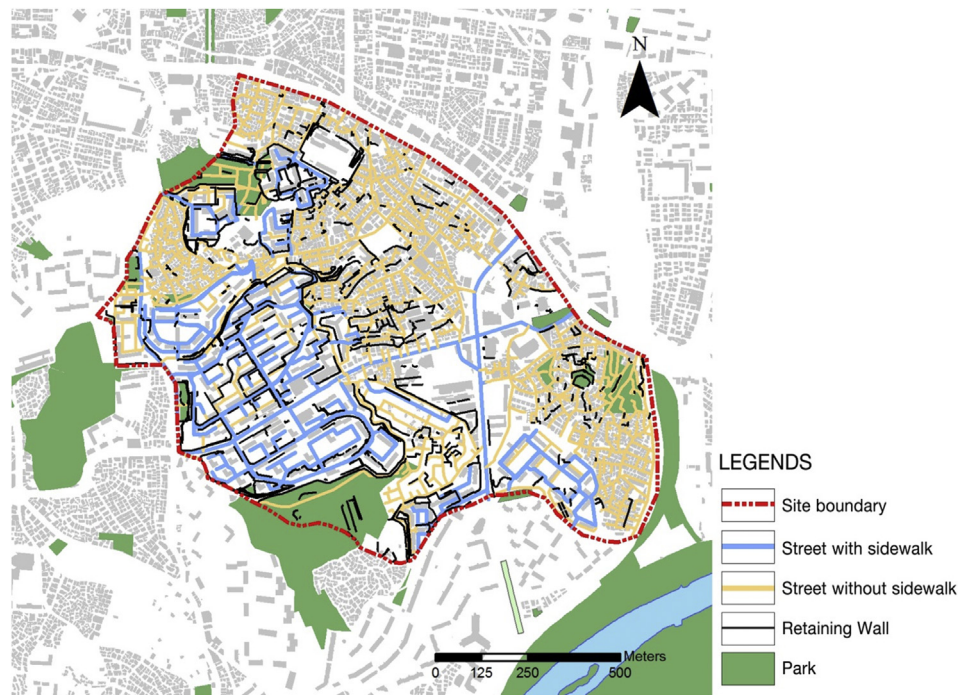 N
LEGENDS
Site boundary
Street with sidewalk
Street without sidewalk
Retaining Wall
Park
Meters
0 125 250 500